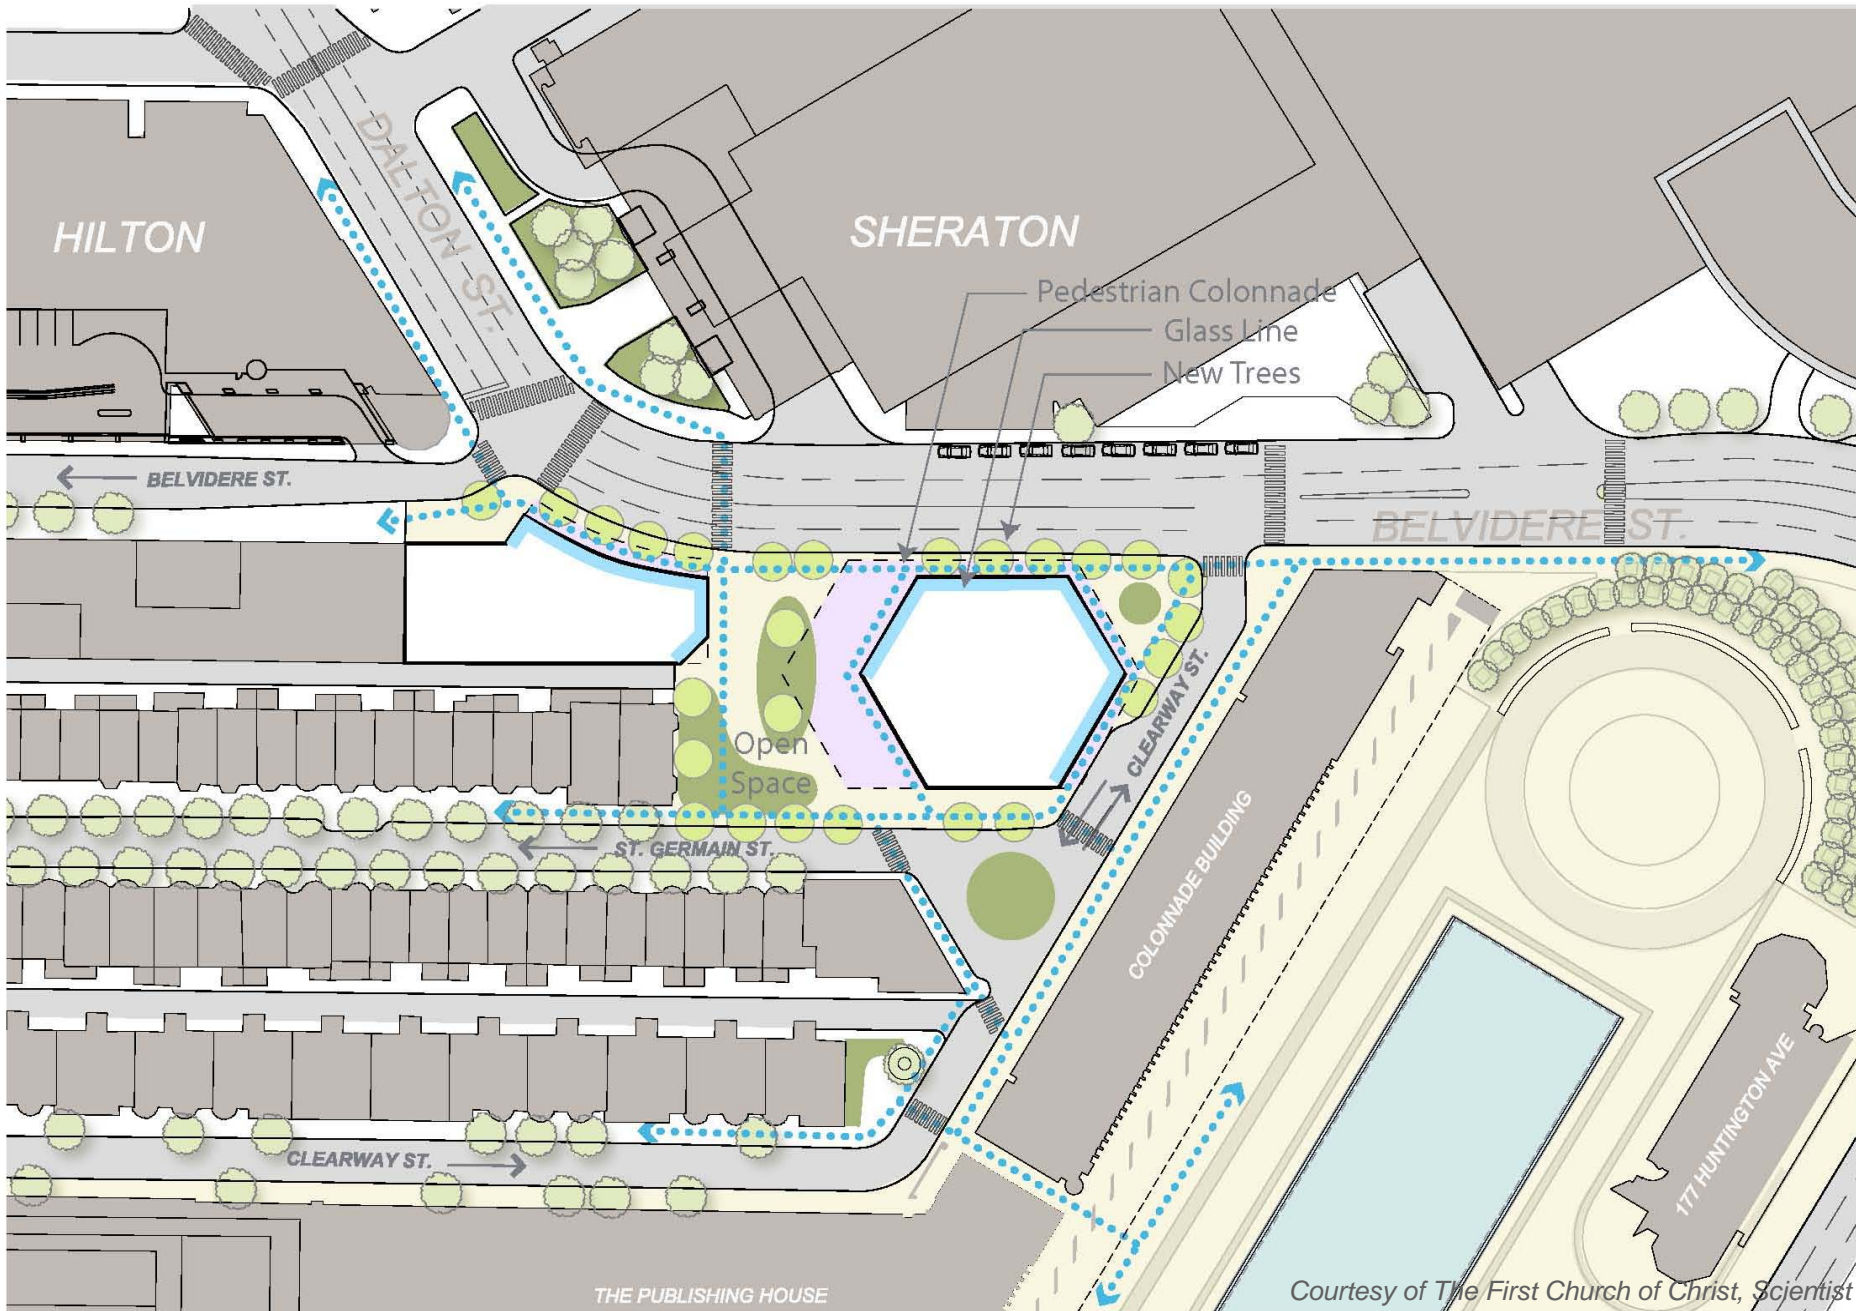 DALTON ST.
HILTON
SHERATON
Pedestrian Colonnade
Glass Line
New Trees
BELVIDERE ST.
BELVIDERE ST.
CLEARWAY ST.
Open
Space
ST. GERMAIN ST.
COLONNADE BUILDING
177 HUNTINGTON AVE
CLEARWAY ST.
THE PUBLISHING HOUSE
Courtesy of The First Church of Christ, Scientist